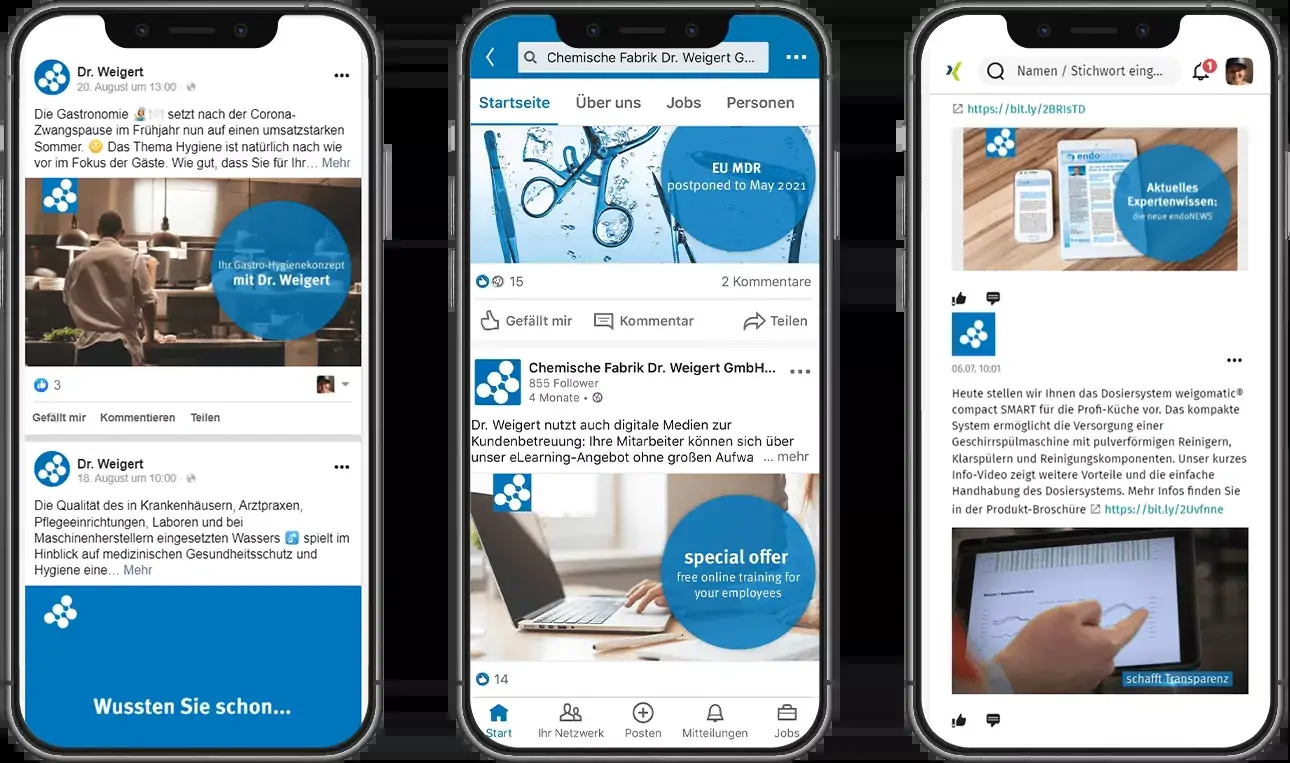 Dr. Weigert
20. August um 13:00
Die Gastronomie setzt nach der Corona-
Zwangspause im Frühjahr nun auf einen umsatzstarken
Sommer. 😊 Das Thema Hygiene ist natürlich nach wie
vor im Fokus der Gäste. Wie gut, dass Sie für Ihr... Mehr
Ihr Gastro-Hygienekonzept
mit Dr. Weigert
3
Gefällt mir Kommentieren Teilen
Dr. Weigert
18. August um 10:00
Die Qualität des in Krankenhäusern, Arztpraxen,
Pflegeeinrichtungen, Laboren und bei
Maschinenherstellern eingesetzten Wassers 🚰 spielt im
Hinblick auf medizinischen Gesundheitsschutz und
Hygiene eine... Mehr
Wussten Sie schon...
Chemische Fabrik Dr. Weigert G...
Startseite Über uns Jobs Personen
EU MDR
postponed to May 2021
15 2 Kommentare
Gefällt mir Kommentar Teilen
Chemische Fabrik Dr. Weigert GmbH...
855 Follower
4 Monate •
Dr. Weigert nutzt auch digitale Medien zur
Kundenbetreuung: Ihre Mitarbeiter können sich über
unser eLearning-Angebot ohne großen Aufwa ... mehr
special offer
free online training for
your employees
14
Start Ihr Netzwerk Posten Mitteilungen Jobs
Namen / Stichwort eing... 1
https://bit.ly/2BRIsTD
endoNEWS
Aktuelles
Expertenwissen:
die neue endoNEWS
06.07, 10:01
Heute stellen wir Ihnen das Dosiersystem weigomatic®
compact SMART für die Profi-Küche vor. Das kompakte
System ermöglicht die Versorgung einer
Geschirrspülmaschine mit pulverförmigen Reinigern,
Klarspülern und Reinigungskomponenten. Unser kurzes
Info-Video zeigt weitere Vorteile und die einfache
Handhabung des Dosiersystems. Mehr Infos finden Sie
in der Produkt-Broschüre https://bit.ly/2Uvfnne
schafft Transparenz